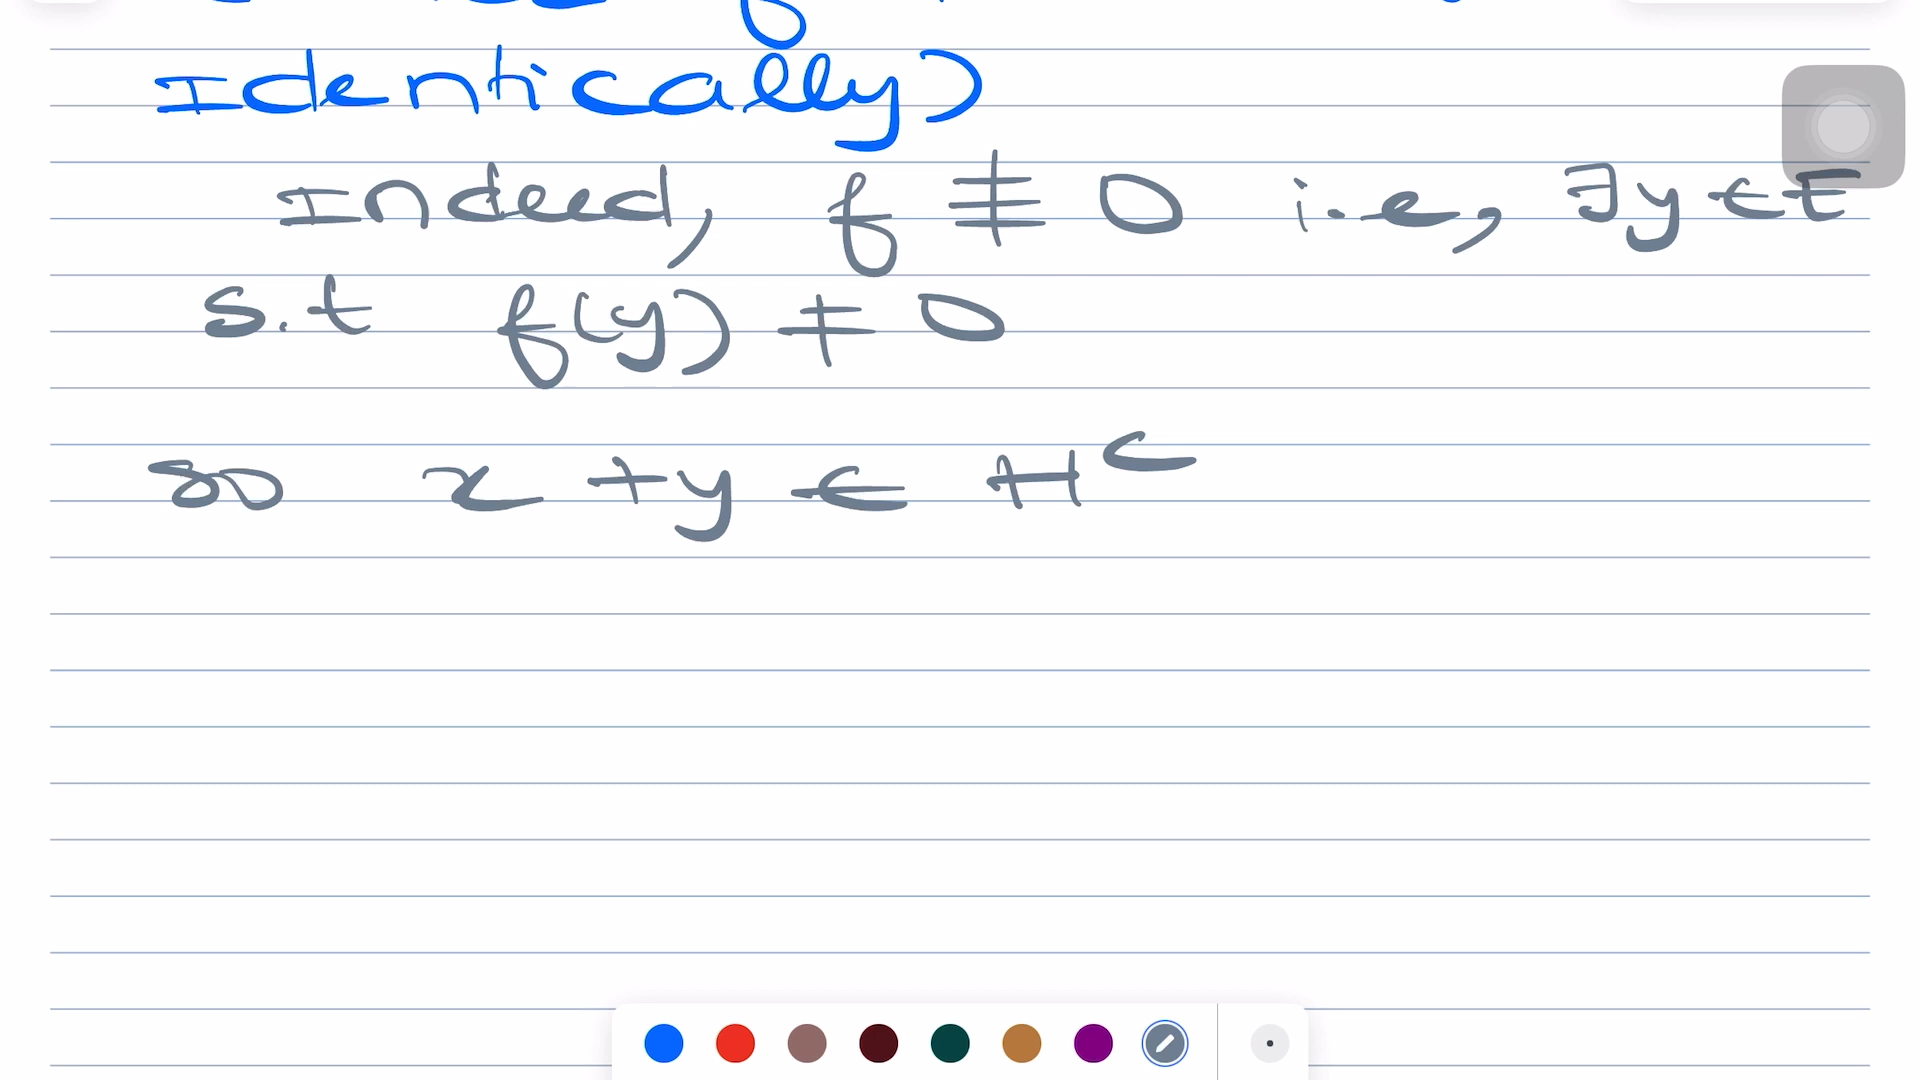 Identically)
Indeed, f ≢ 0 i.e, ∃y ∈ E
s.t f(y) ≠ 0
so x + y ∈ H^c